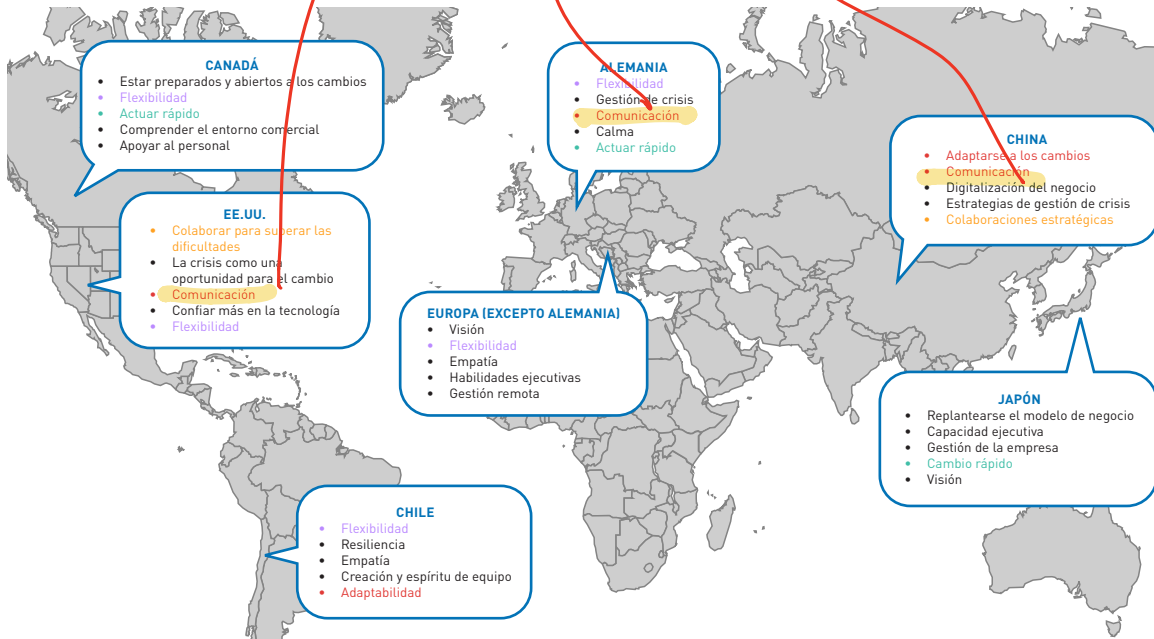 CANADÁ
• Estar preparados y abiertos a los cambios
• Flexibilidad
• Actuar rápido
• Comprender el entorno comercial
• Apoyar al personal
EE.UU.
• Colaborar para superar las
dificultades
• La crisis como una
oportunidad para el cambio
• Comunicación
• Confiar más en la tecnología
• Flexibilidad
ALEMANIA
• Flexibilidad
• Gestión de crisis
• Comunicación
• Calma
• Actuar rápido
CHINA
• Adaptarse a los cambios
• Comunicación
• Digitalización del negocio
• Estrategias de gestión de crisis
• Colaboraciones estratégicas
EUROPA (EXCEPTO ALEMANIA)
• Visión
• Flexibilidad
• Empatía
• Habilidades ejecutivas
• Gestión remota
JAPÓN
• Replantearse el modelo de negocio
• Capacidad ejecutiva
• Gestión de la empresa
• Cambio rápido
• Visión
CHILE
• Flexibilidad
• Resiliencia
• Empatía
• Creación y espíritu de equipo
• Adaptabilidad